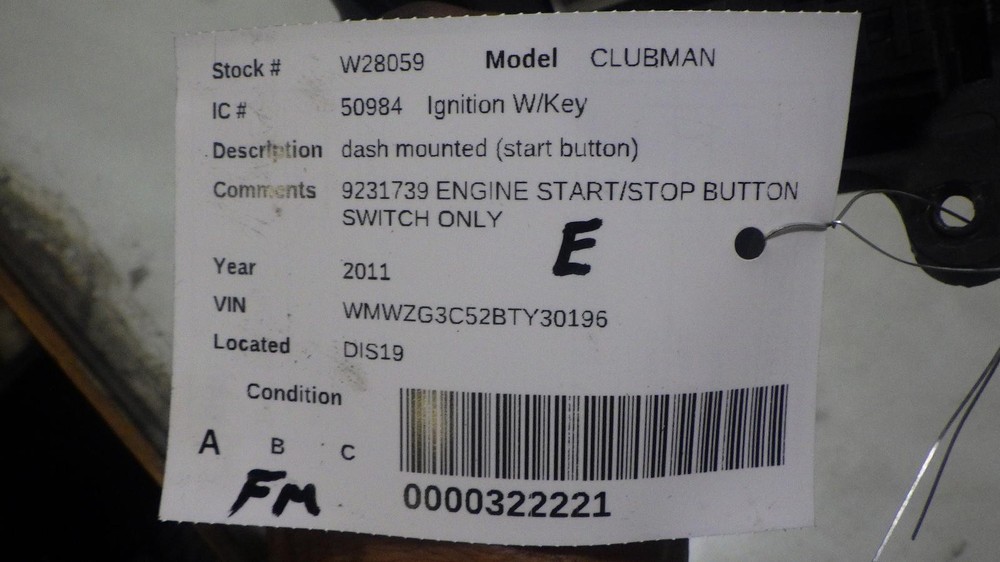 Stock # W28059 Model CLUBMAN
IC # 50984 Ignition W/Key
Description dash mounted (start button)
Comments 9231739 ENGINE START/STOP BUTTON
SWITCH ONLY
E
Year 2011
VIN WMWZG3C52BTY30196
Located DIS19
Condition
A B C
FM
0000322221